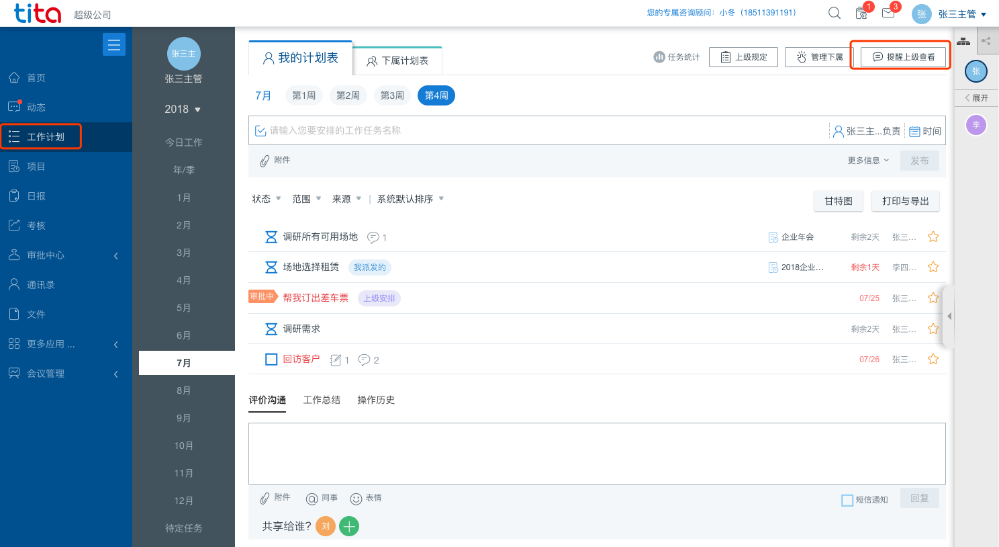 tita 超级公司
您的专属咨询顾问：小冬（18511391191）
1
3
张 张三主管
首页
动态
工作计划
项目
日报
考核
审批中心
通讯录
文件
更多应用 ...
会议管理
张三主
张三主管
2018
今日工作
年/季
1月
2月
3月
4月
5月
6月
7月
8月
9月
10月
11月
12月
待定任务
我的计划表 下属计划表
任务统计 上级规定 管理下属 提醒上级查看
7月 第1周 第2周 第3周 第4周
请输入您要安排的工作任务名称 张三主...负责 时间
附件 更多信息 发布
状态 范围 来源 | 系统默认排序 甘特图 打印与导出
调研所有可用场地 1 企业年会 剩余2天 张三...
场地选择租赁 我派发的 2018企业... 剩余1天 李四...
审批中 帮我订出差车票 上级安排 07/25 张三...
调研需求 剩余2天 张三...
回访客户 1 2 07/26 张三...
评价沟通 工作总结 操作历史
附件 同事 表情 短信通知 回复
共享给谁? 刘
张
展开
李